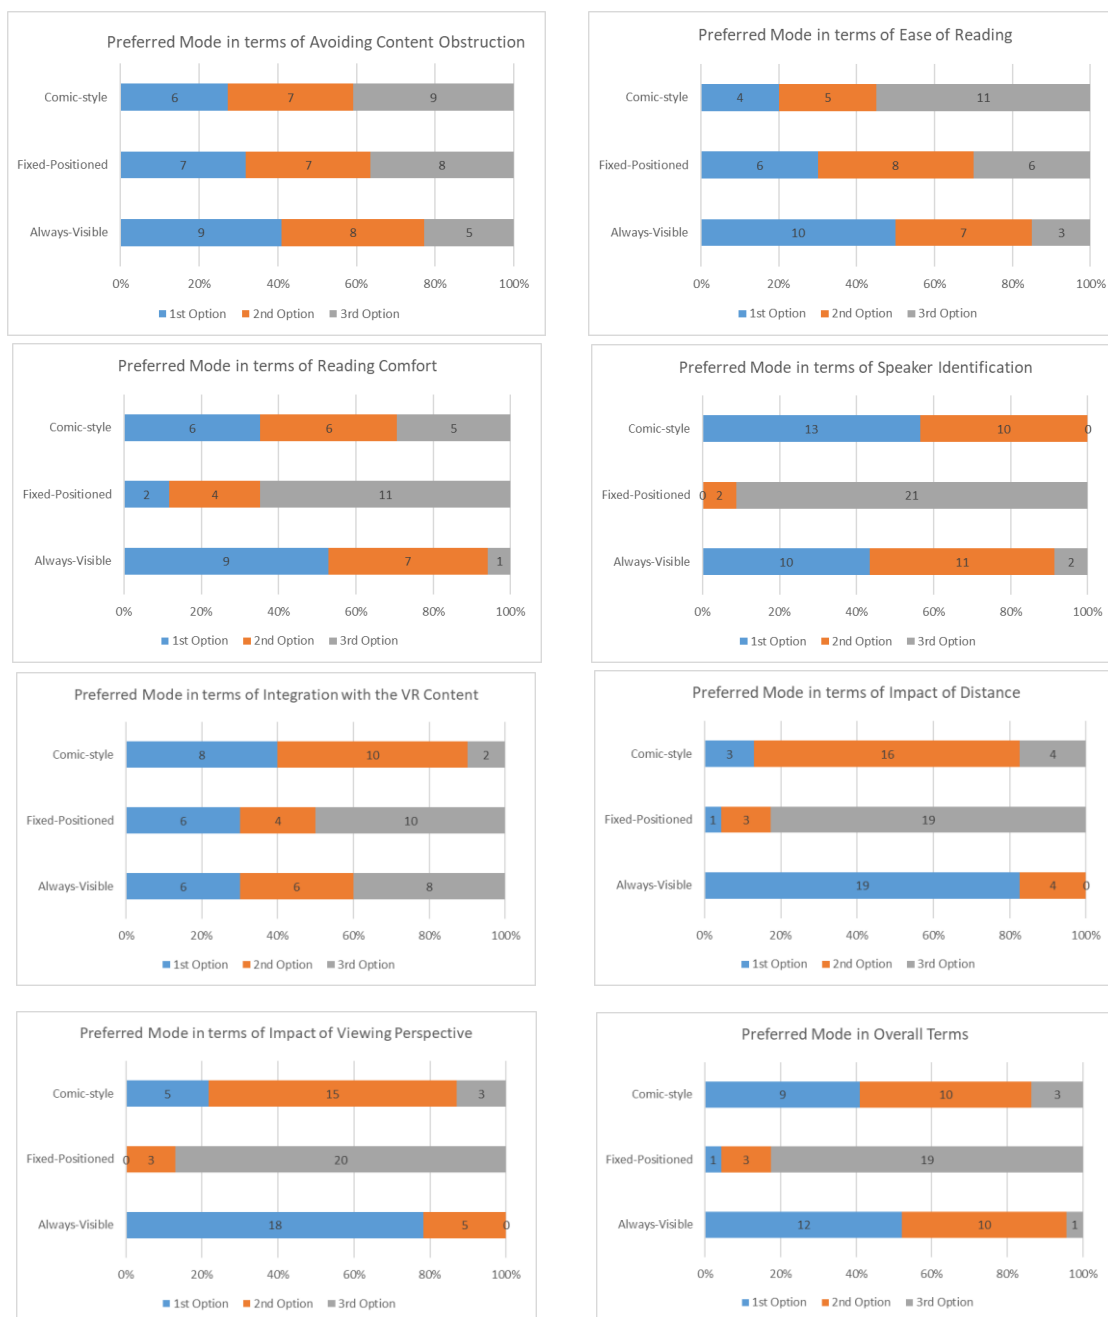 Preferred Mode in terms of Avoiding Content Obstruction
Comic-style 6 7 9
Fixed-Positioned 7 7 8
Always-Visible 9 8 5
0% 20% 40% 60% 80% 100%
1st Option 2nd Option 3rd Option
Preferred Mode in terms of Ease of Reading
Comic-style 4 5 11
Fixed-Positioned 6 8 6
Always-Visible 10 7 3
0% 20% 40% 60% 80% 100%
1st Option 2nd Option 3rd Option
Preferred Mode in terms of Reading Comfort
Comic-style 6 6 5
Fixed-Positioned 2 4 11
Always-Visible 9 7 1
0% 20% 40% 60% 80% 100%
1st Option 2nd Option 3rd Option
Preferred Mode in terms of Speaker Identification
Comic-style 13 10 0
Fixed-Positioned 0 2 21
Always-Visible 10 11 2
0% 20% 40% 60% 80% 100%
1st Option 2nd Option 3rd Option
Preferred Mode in terms of Integration with the VR Content
Comic-style 8 10 2
Fixed-Positioned 6 4 10
Always-Visible 6 6 8
0% 20% 40% 60% 80% 100%
1st Option 2nd Option 3rd Option
Preferred Mode in terms of Impact of Distance
Comic-style 3 16 4
Fixed-Positioned 1 3 19
Always-Visible 19 4 0
0% 20% 40% 60% 80% 100%
1st Option 2nd Option 3rd Option
Preferred Mode in terms of Impact of Viewing Perspective
Comic-style 5 15 3
Fixed-Positioned 0 3 20
Always-Visible 18 5 0
0% 20% 40% 60% 80% 100%
1st Option 2nd Option 3rd Option
Preferred Mode in Overall Terms
Comic-style 9 10 3
Fixed-Positioned 1 3 19
Always-Visible 12 10 1
0% 20% 40% 60% 80% 100%
1st Option 2nd Option 3rd Option